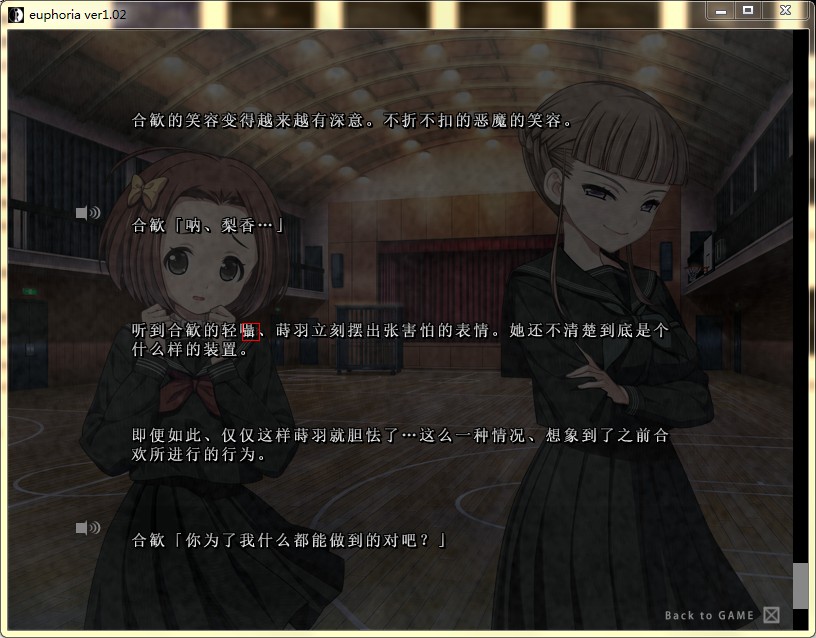 euphoria ver1.02
合歓的笑容变得越来越有深意。不折不扣的恶魔的笑容。
合歓「呐、梨香…」
听到合歓的轻嗫、蒔羽立刻摆出张害怕的表情。她还不清楚到底是个
什么样的装置。
即便如此、仅仅这样蒔羽就胆怯了…这么一种情况、想象到了之前合
欢所进行的行为。
合歓「你为了我什么都能做到的对吧？」
Back to GAME